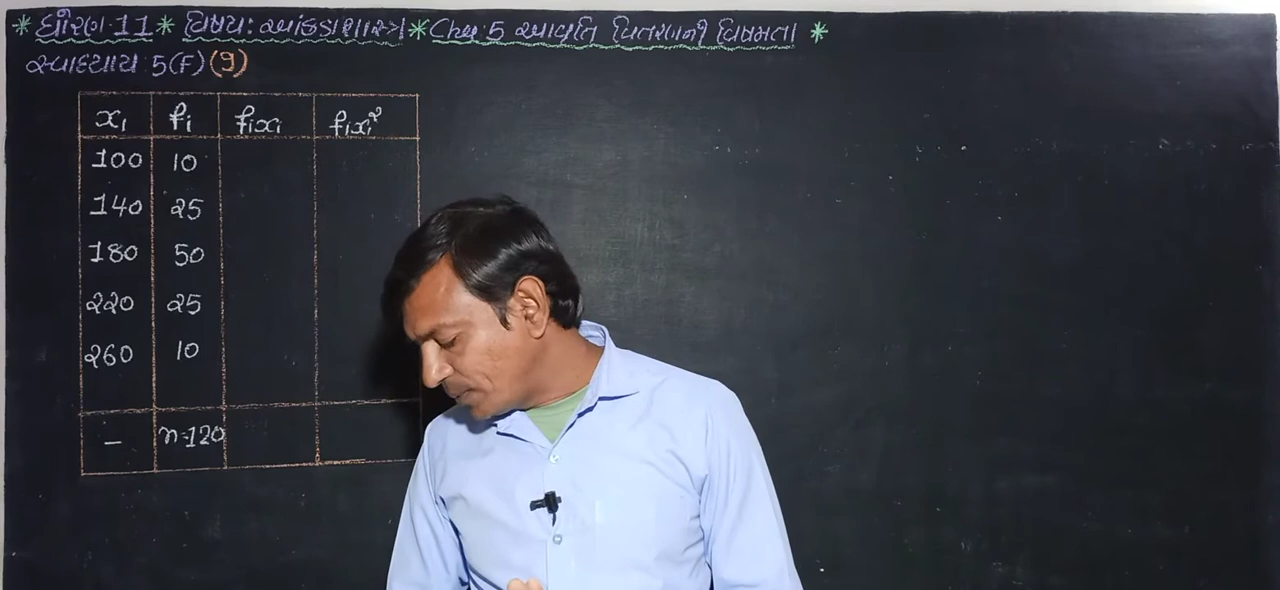 * ધોરણ:11 * વિષય: આંકડાશાસ્ત્ર * Ch: 5 આવૃત્તિ વિતરણની વિષમતા *
સ્વાધ્યાય: 5(F) (9)
xᵢ fᵢ fᵢxᵢ fᵢxᵢ²
100 10
140 25
180 50
220 25
260 10
– n=120